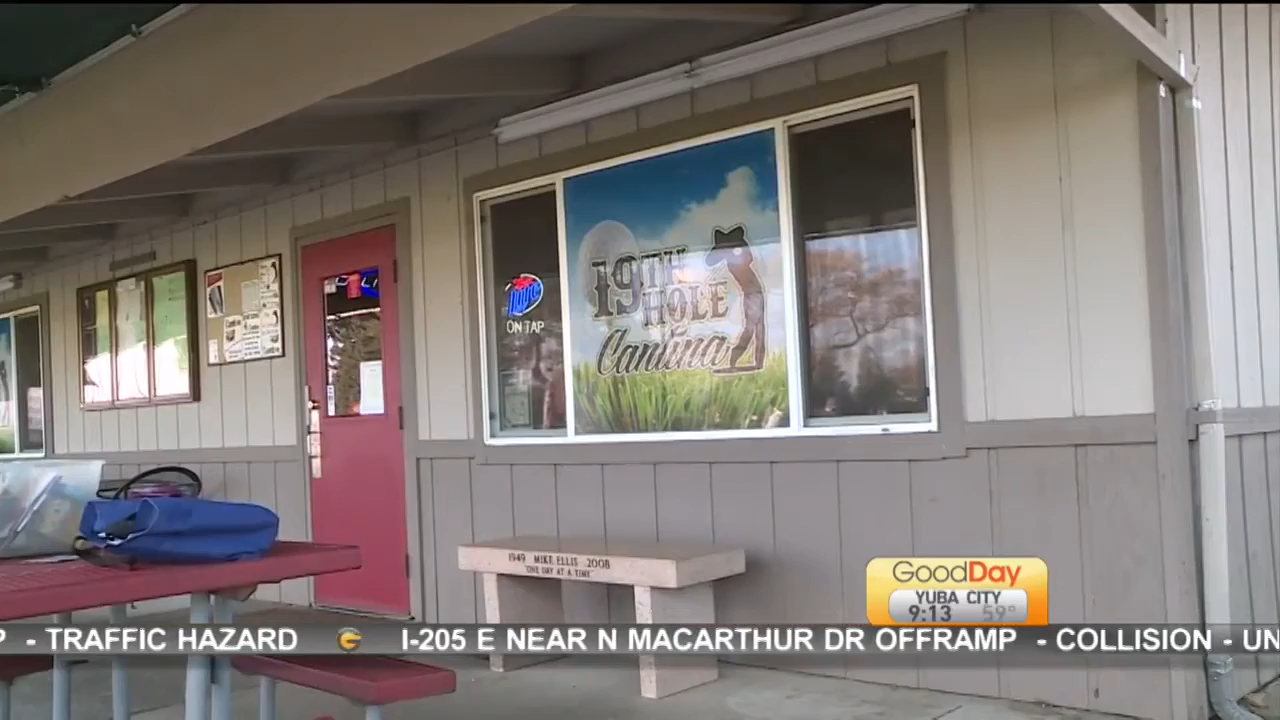 19TH
HOLE
Cantina
Lite
ON TAP
1949 MIKE ELLIS 2008
"ONE DAY AT A TIME"
GoodDay
YUBA CITY
9:13 59°
- TRAFFIC HAZARD I-205 E NEAR N MACARTHUR DR OFFRAMP - COLLISION - UN